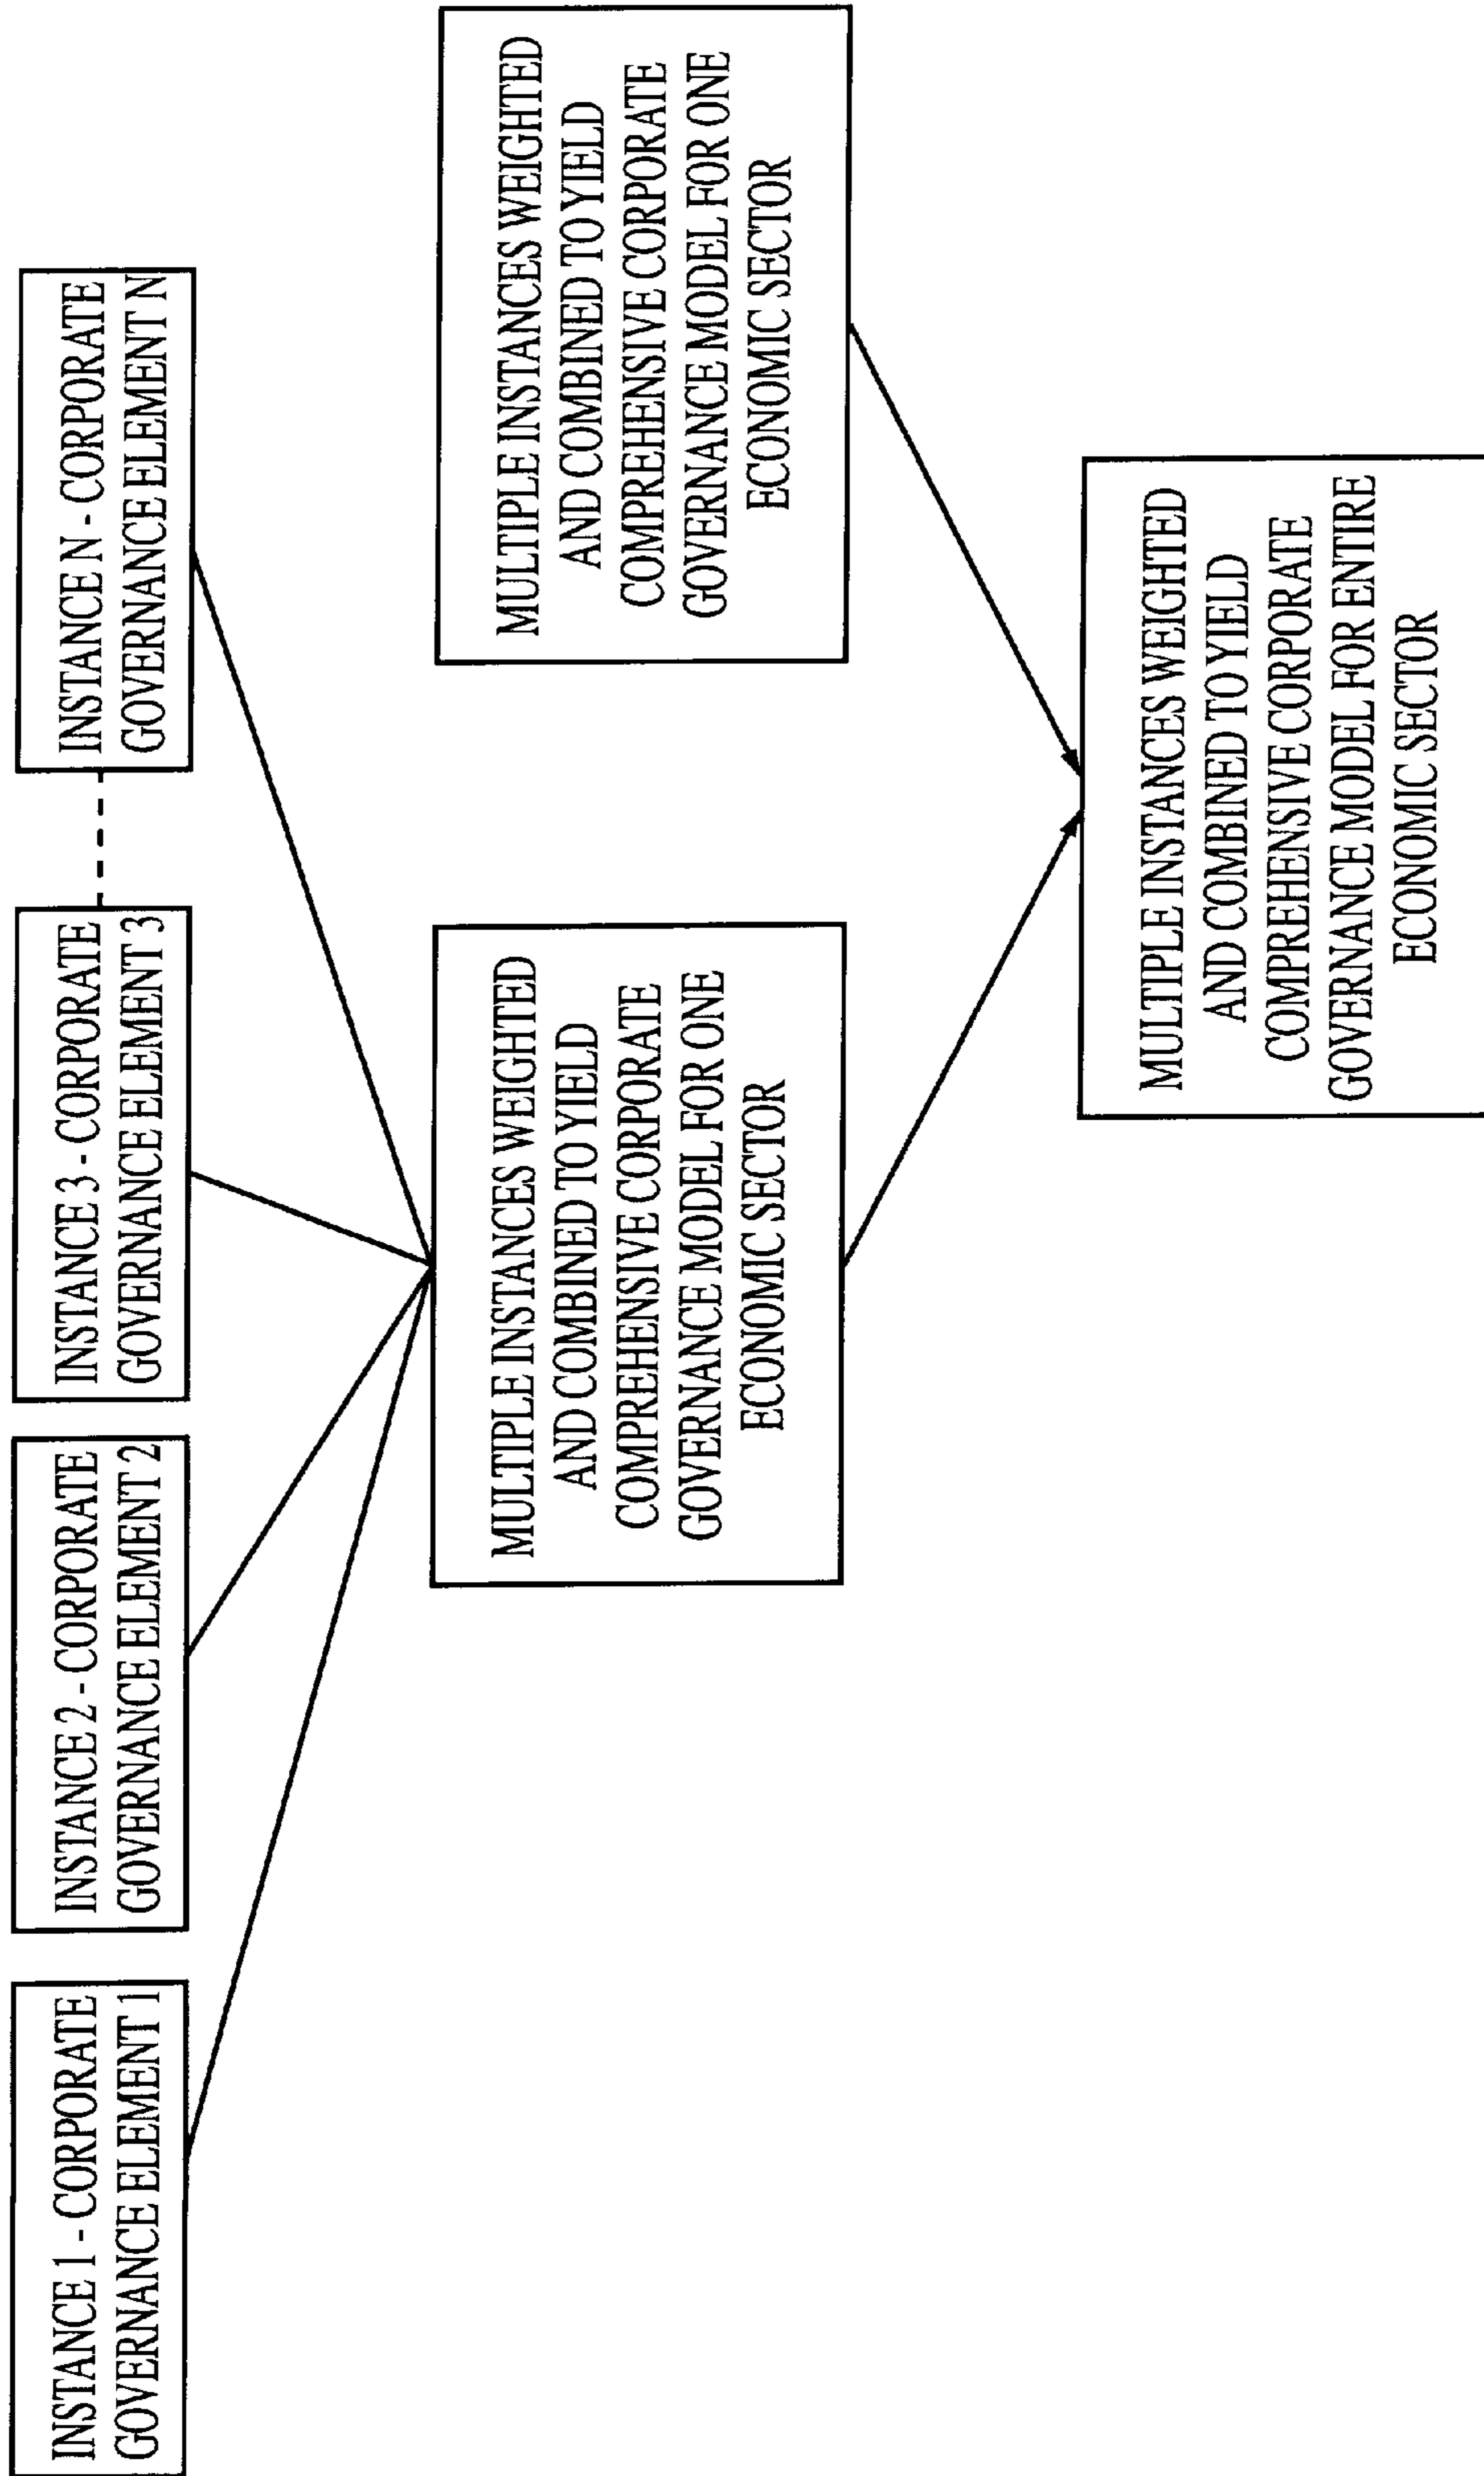 INSTANCE 1 - CORPORATE
GOVERNANCE ELEMENT 1
INSTANCE 2 - CORPORATE
GOVERNANCE ELEMENT 2
INSTANCE 3 - CORPORATE
GOVERNANCE ELEMENT 3
INSTANCE N - CORPORATE
GOVERNANCE ELEMENT N
MULTIPLE INSTANCES WEIGHTED
AND COMBINED TO YIELD
COMPREHENSIVE CORPORATE
GOVERNANCE MODEL FOR ONE
ECONOMIC SECTOR
MULTIPLE INSTANCES WEIGHTED
AND COMBINED TO YIELD
COMPREHENSIVE CORPORATE
GOVERNANCE MODEL FOR ONE
ECONOMIC SECTOR
MULTIPLE INSTANCES WEIGHTED
AND COMBINED TO YIELD
COMPREHENSIVE CORPORATE
GOVERNANCE MODEL FOR ENTIRE
ECONOMIC SECTOR